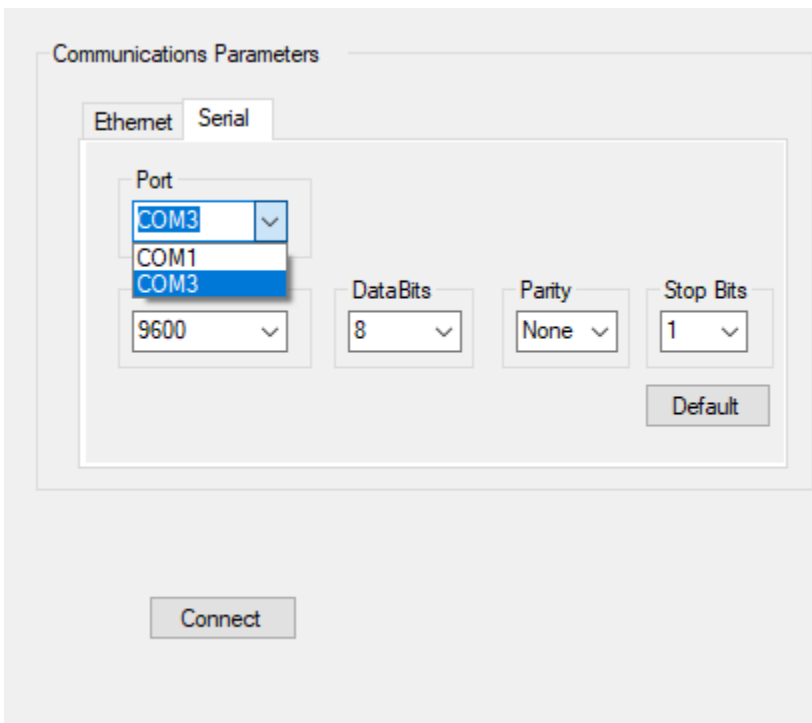 Communications Parameters
Ethernet Serial
Port
COM3
COM1
COM3
DataBits Parity Stop Bits
9600 8 None 1
Default
Connect